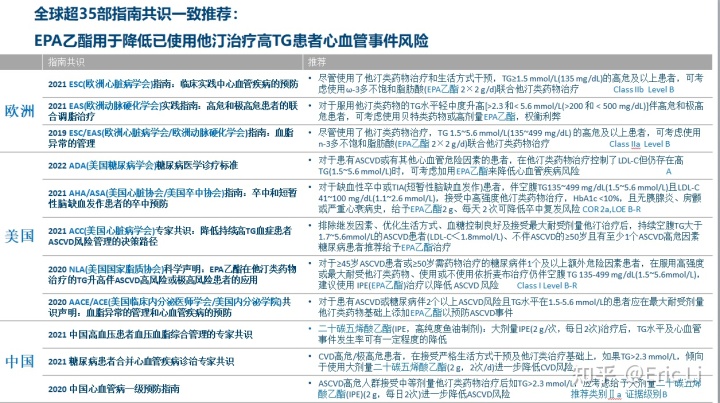 全球超35部指南共识一致推荐：
EPA乙酯用于降低已使用他汀治疗高TG患者心血管事件风险
指南共识
推荐
欧洲
2021 ESC(欧洲心脏病学会)指南：临床实践中心血管疾病的预防
• 尽管使用了他汀类药物治疗和生活方式干预，TG≥1.5 mmol/L(135 mg/dL)的高危及以上患者，可考
虑使用ω-3多不饱和脂肪酸(EPA乙酯 2×2 g/d)联合他汀类药物治疗 Class IIb Level B
2021 EAS(欧洲动脉硬化学会)实践指南：高危和极高危患者的联
合调脂治疗
• 对于服用他汀类药物的TG水平轻中度升高[>2.3 和 < 5.6 mmol/L(>200 和 < 500 mg/dL)]伴高危和极高
危患者，可考虑使用贝特类药物或高剂量EPA乙酯，权衡利弊
2019 ESC/EAS(欧洲心脏病学会/欧洲动脉硬化学会)指南：血脂
异常的管理
• 尽管使用了他汀类药物治疗，TG 1.5~5.6 mmol/L(135~499 mg/dL) 的高危及以上患者，可考虑使用
n-3多不饱和脂肪酸(EPA乙酯 2×2 g/d)联合他汀类药物治疗 Class IIa Level B
美国
2022 ADA(美国糖尿病学会)糖尿病医学诊疗标准
• 对于患有ASCVD或有其他心血管危险因素的患者，在他汀类药物治疗控制了LDL-C但仍存在高
TG(1.5~5.6 mmol/L)时，可考虑加用EPA乙酯来降低心血管疾病风险 A
2021 AHA/ASA(美国心脏协会/美国卒中协会)指南：卒中和短暂
性脑缺血发作患者的卒中预防
• 对于缺血性卒中或TIA(短暂性脑缺血发作)患者，伴空腹TG135~499 mg/dL(1.5~5.6 mmol/L)且LDL-C
41~100 mg/dL(1.1~2.6 mmol/L)，接受中高强度他汀类药物治疗，HbA1c <10%，且无胰腺炎、房颤
或严重心衰病史，给予EPA乙酯2 g、每天 2 次可降低卒中复发风险 COR 2a,LOE B-R
2021 ACC(美国心脏病学会)专家共识：降低持续高TG血症患者
ASCVD风险管理的决策路径
• 排除继发因素、优化生活方式、血糖控制良好及接受最大耐受剂量他汀治疗后，持续空腹TG大于
1.7~5.6mmol/L的ASCVD患者(LDL-C＜1.8mmol/L)、不伴ASCVD的≥50岁且有至少1个ASCVD高危因素
糖尿病患者推荐给予EPA乙酯治疗
2020 NLA(美国国家脂质协会)科学声明：EPA乙酯在他汀类药物
治疗的TG升高伴ASCVD高风险或极高风险患者的应用
• 对于≥45岁ASCVD患者或≥50岁需药物治疗的糖尿病伴1个及以上额外危险因素患者，在服用高强度
或最大耐受他汀类药物、使用或不使用依折麦布治疗仍伴空腹 TG 135-499 mg/dL(1.5~5.6mmol/L)，
建议使用 IPE(EPA乙酯)治疗以降低 ASCVD 风险 Class I Level B-R
2020 AACE/ACE(美国临床内分泌医师学会/美国内分泌学院)共
识声明：血脂异常的管理和心血管疾病的预防
• 对于患有ASCVD或糖尿病伴2个以上ASCVD风险且TG水平在1.5-5.6 mmol/L的患者应在最大耐受剂量
他汀类药物基础上添加EPA乙酯以预防ASCVD事件
中国
2021 中国高血压患者血压血脂综合管理的专家共识
• 二十碳五烯酸乙酯(IPE，高纯度鱼油制剂)：大剂量IPE(2 g/次，每日2次)治疗后，TG水平及心血管
事件发生率可有一定程度的降低
2021 糖尿病患者合并心血管疾病诊治专家共识
• CVD高危/极高危患者，在接受严格生活方式干预及他汀类治疗基础上，如果TG>2.3 mmol/L，倾向
于使用大剂量二十碳五烯酸乙酯(2 g，2次/d)进一步降低CVD风险
2020 中国心血管病一级预防指南
• ASCVD高危人群接受中等剂量他汀类药物治疗后如TG>2.3 mmol/L，应考虑给予大剂量二十碳五烯
酸乙酯(IPE)(2 g，每日2次)进一步降低ASCVD风险 推荐类别Ⅱa 证据级别B
知乎 @Eric Li